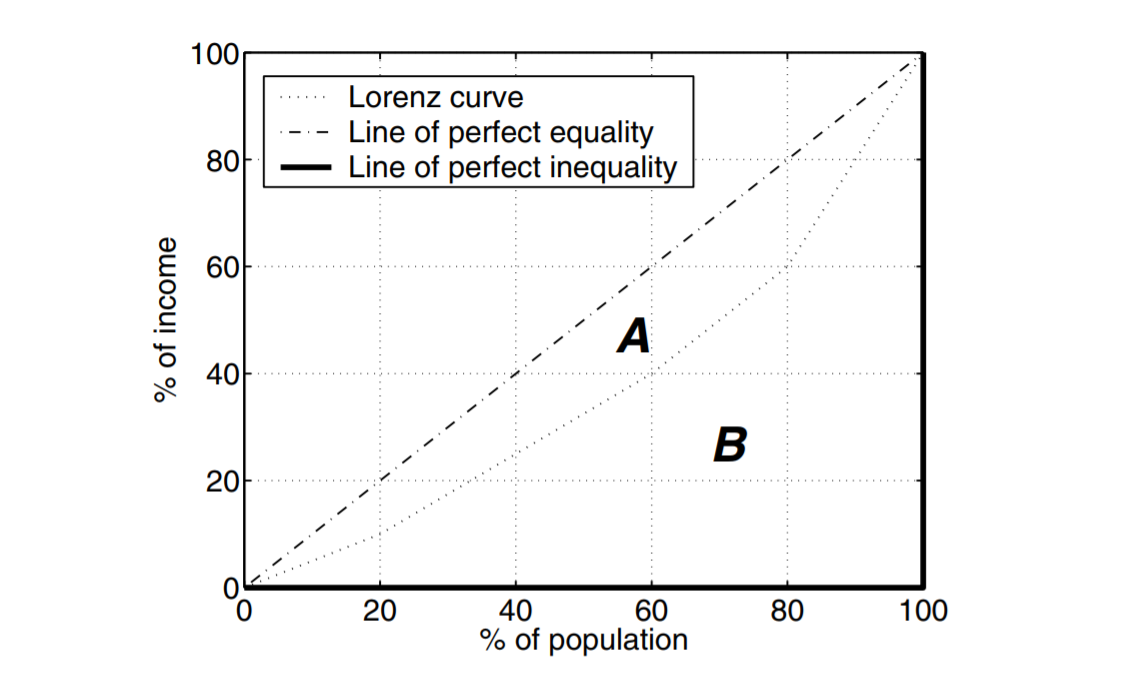 100
80
60
40
20
0
% of income
Lorenz curve
Line of perfect equality
Line of perfect inequality
A
B
0 20 40 60 80 100
% of population